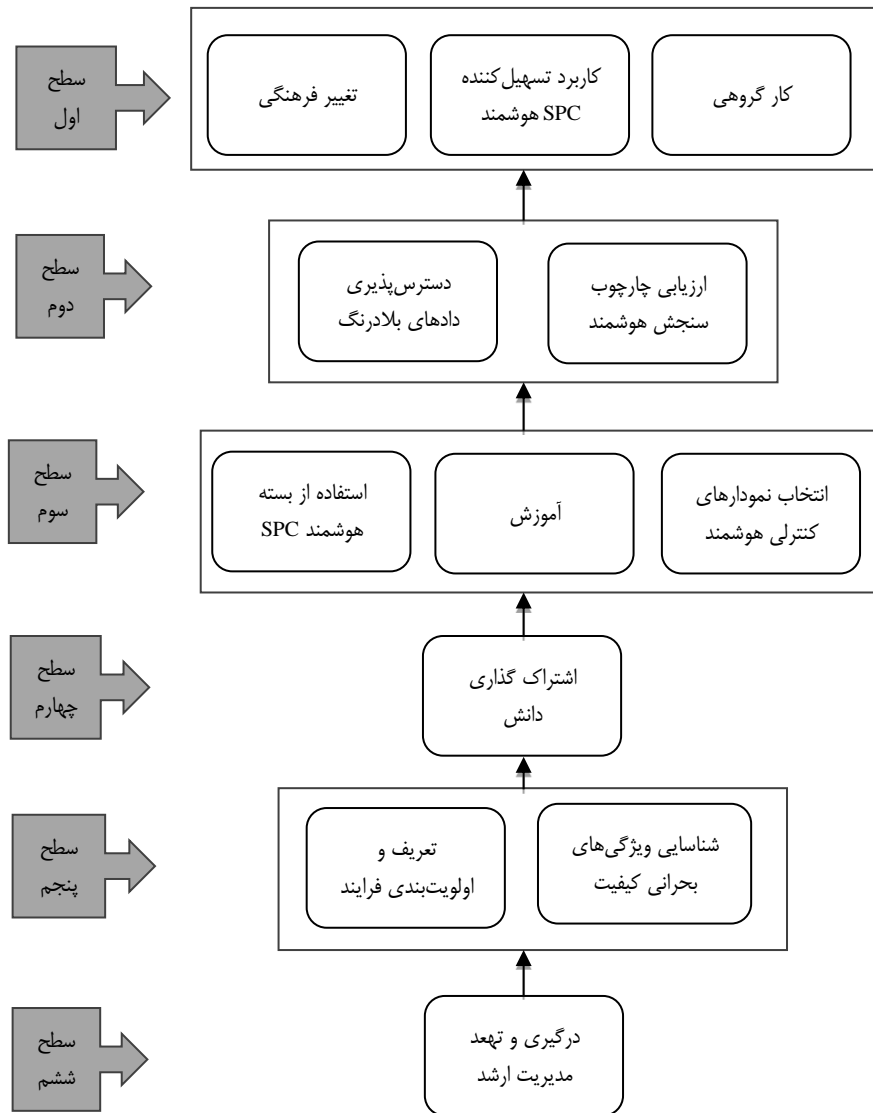 سطح
اول
کار گروهی
کاربرد تسهیل‌کننده
SPC هوشمند
تغییر فرهنگی
سطح
دوم
ارزیابی چارچوب
سنجش هوشمند
دسترس‌پذیری
دادهای بلادرنگ
سطح
سوم
انتخاب نمودارهای
کنترلی هوشمند
آموزش
استفاده از بسته
هوشمند SPC
سطح
چهارم
اشتراک گذاری
دانش
سطح
پنجم
شناسایی ویژگی‌های
بحرانی کیفیت
تعریف و
اولویت‌بندی فرایند
سطح
ششم
درگیری و تهعد
مدیریت ارشد